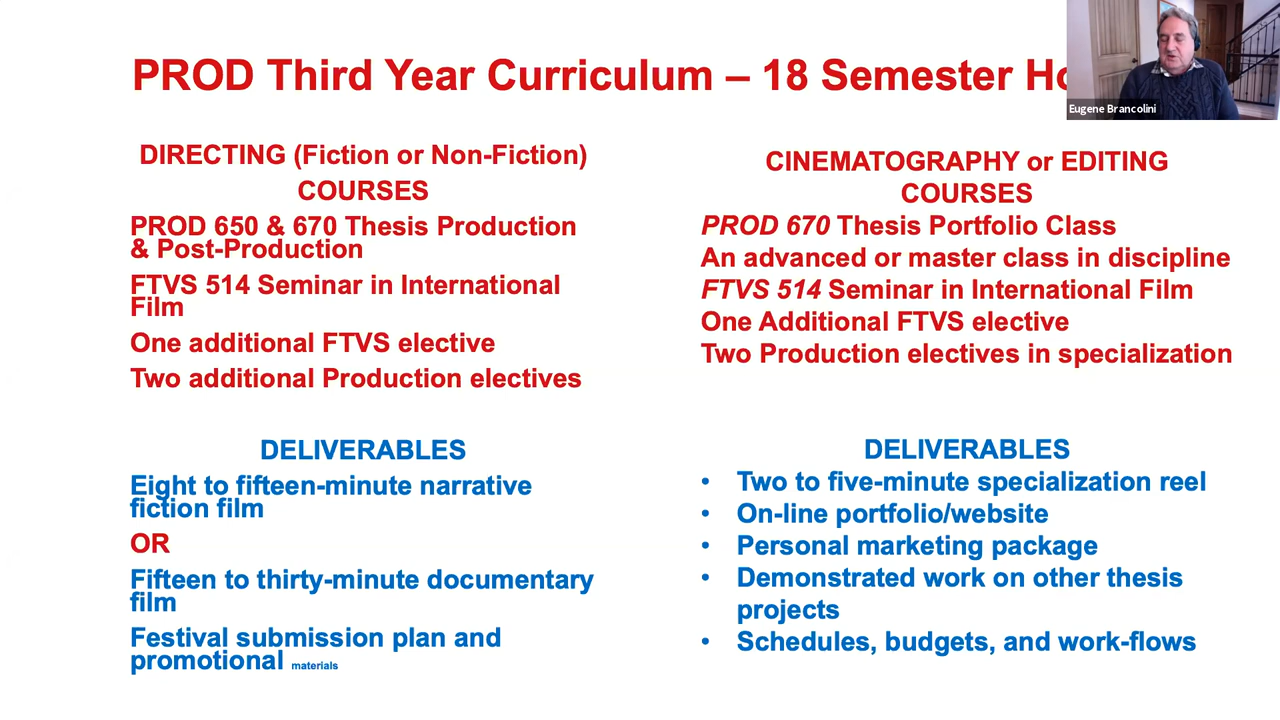 PROD Third Year Curriculum – 18 Semester
Eugene Brancolini
DIRECTING (Fiction or Non-Fiction)
COURSES
PROD 650 & 670 Thesis Production
& Post-Production
FTVS 514 Seminar in International
Film
One additional FTVS elective
Two additional Production electives
DELIVERABLES
Eight to fifteen-minute narrative
fiction film
OR
Fifteen to thirty-minute documentary
film
Festival submission plan and
promotional materials
CINEMATOGRAPHY or EDITING
COURSES
PROD 670 Thesis Portfolio Class
An advanced or master class in discipline
FTVS 514 Seminar in International Film
One Additional FTVS elective
Two Production electives in specialization
DELIVERABLES
• Two to five-minute specialization reel
• On-line portfolio/website
• Personal marketing package
• Demonstrated work on other thesis
projects
• Schedules, budgets, and work-flows